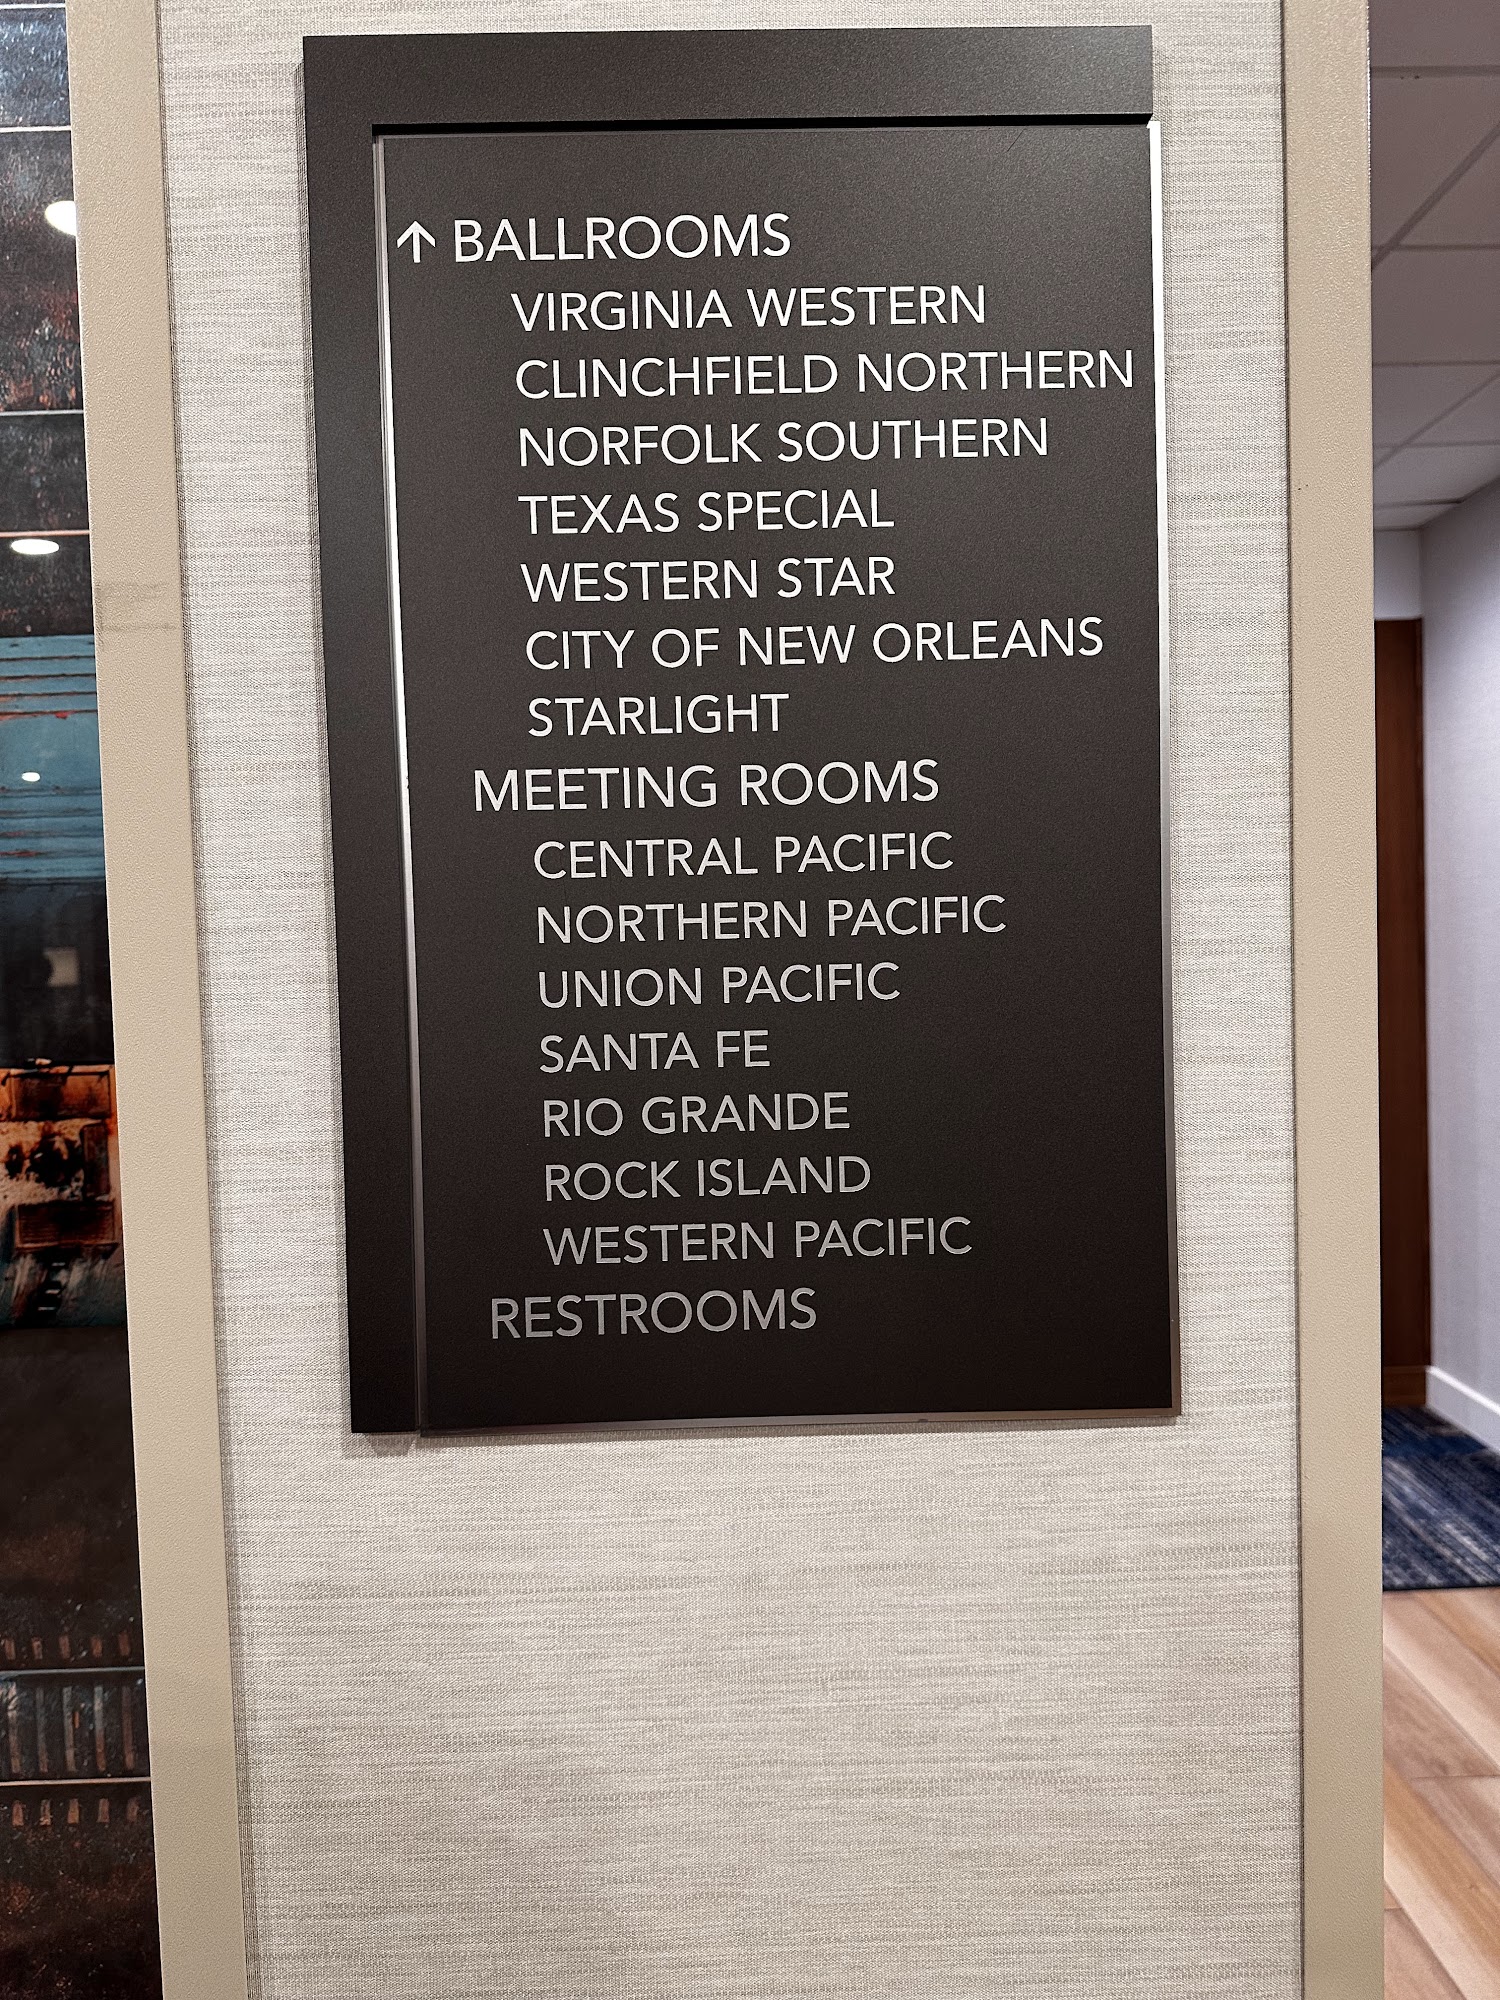 ↑ BALLROOMS
VIRGINIA WESTERN
CLINCHFIELD NORTHERN
NORFOLK SOUTHERN
TEXAS SPECIAL
WESTERN STAR
CITY OF NEW ORLEANS
STARLIGHT
MEETING ROOMS
CENTRAL PACIFIC
NORTHERN PACIFIC
UNION PACIFIC
SANTA FE
RIO GRANDE
ROCK ISLAND
WESTERN PACIFIC
RESTROOMS